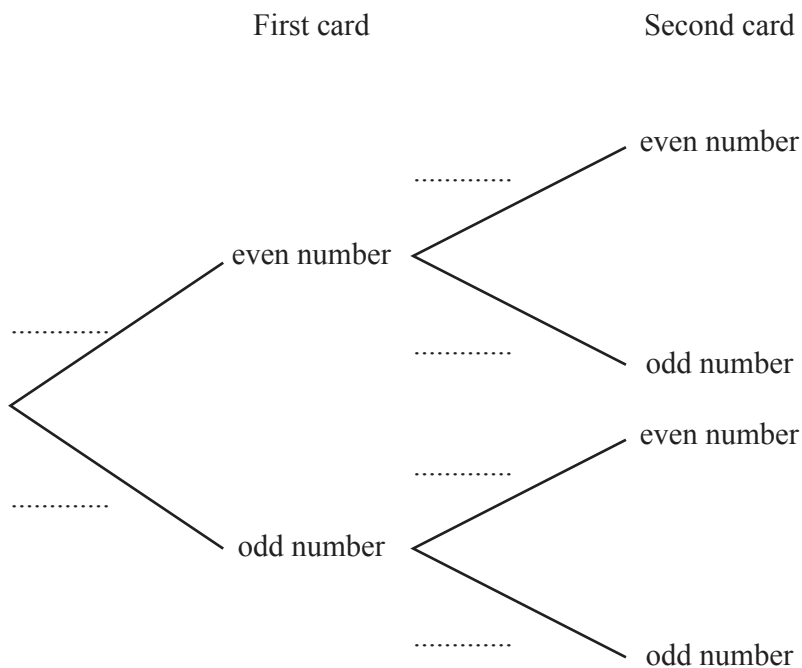 First card Second card
even number
.............
even number
.............
.............
odd number
even number
.............
.............
odd number
.............
odd number